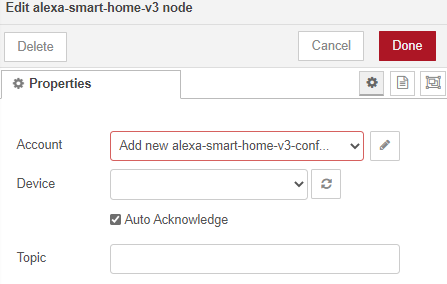 Edit alexa-smart-home-v3 node
Delete
Cancel
Done
Properties
Account
Add new alexa-smart-home-v3-conf...
Device
Auto Acknowledge
Topic